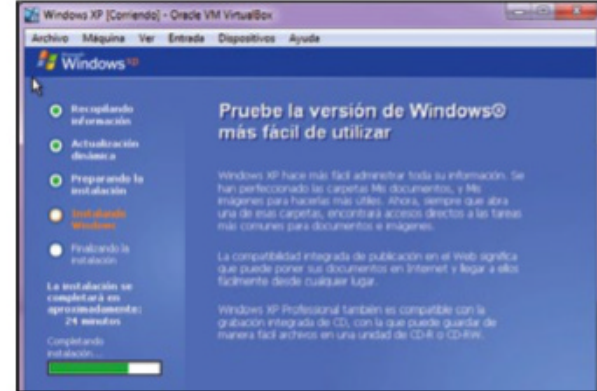 Windows XP [Corriendo] - Oracle VM VirtualBox
Archivo Máquina Ver Entrada Dispositivos Ayuda
Windows xp
Recopilando
información
Actualización
dinámica
Preparando la
instalación
Instalando
Windows
Finalizando la
instalación
La instalación se
completará en
aproximadamente:
24 minutos
Completando
instalación...
Pruebe la versión de Windows®
más fácil de utilizar
Windows XP hace más fácil administrar toda su información. Se
han perfeccionado las carpetas Mis documentos, y Mis
imágenes para hacerlas más útiles. Ahora, siempre que abra
una de esas carpetas, encontrará accesos directos a las tareas
más comunes para documentos e imágenes.
La compatibilidad integrada de publicación en el Web significa
que puede poner sus documentos en Internet y llegar a ellos
fácilmente desde cualquier lugar.
Windows XP Professional también es compatible con la
grabación integrada de CD, con la que puede guardar de
manera fácil archivos en una unidad de CD-R o CD-RW.